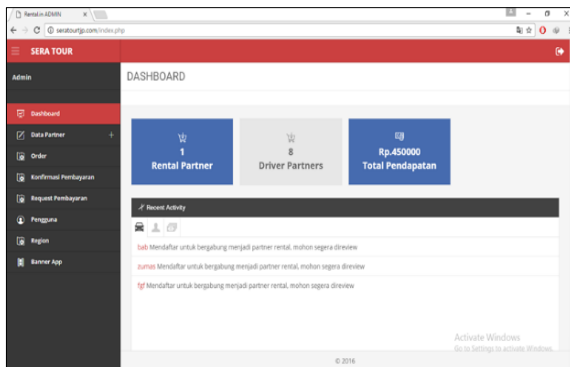 Rental.in ADMIN
seratourjp.com/index.php
SERA TOUR
Admin
DASHBOARD
Dashboard
Data Partner +
Order
Konfirmasi Pembayaran
Request Pembayaran
Pengguna
Region
Banner App
1
Rental Partner
8
Driver Partners
Rp.450000
Total Pendapatan
Recent Activity
bab Mendaftar untuk bergabung menjadi partner rental, mohon segera direview
zumas Mendaftar untuk bergabung menjadi partner rental, mohon segera direview
fgf Mendaftar untuk bergabung menjadi partner rental, mohon segera direview
Activate Windows
Go to Settings to activate Windows.
© 2016